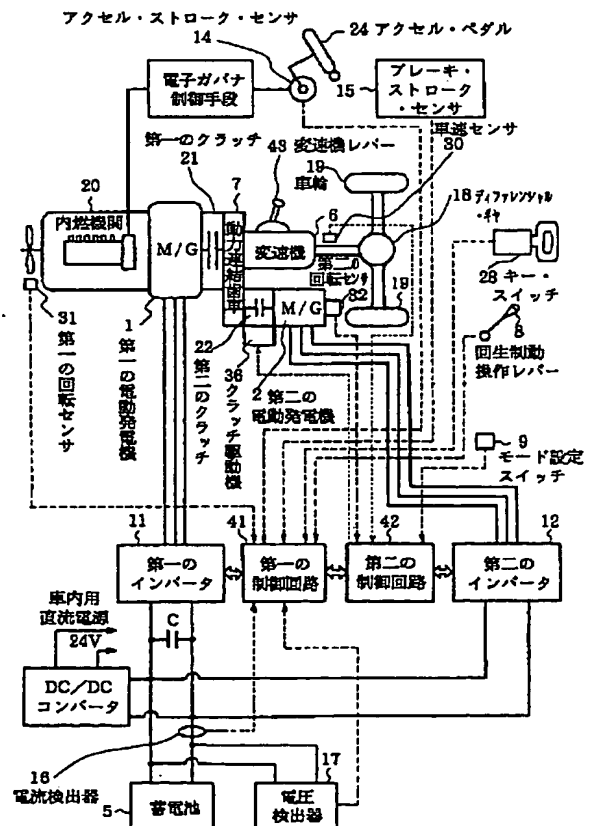 アクセル・ストローク・センサ
14
24 アクセル・ペダル
電子ガバナ
制御手段
15
ブレーキ・
ストローク
・センサ
第一のクラッチ
21
7
43 変速機レバー
車速センサ
30
19
車輪
20
内燃機関
M/G
動力連結歯車
6
変速機
18 ディファレンシャル
・ギヤ
第二の
回転センサ
32
28 キー・
スイッチ
M/G
19
8
回生制動
操作レバー
31
第一の回転センサ
1
第一の電動発電機
22
第二のクラッチ
36
クラッチ駆動機
2 第二の
電動発電機
9
モード設定
スイッチ
11
41
42
12
第一の
インバータ
第一の
制御回路
第二の
制御回路
第二の
インバータ
車内用
直流電源
24V
C
DC/DC
コンバータ
16
電流検出器
17
5
蓄電池
電圧
検出器